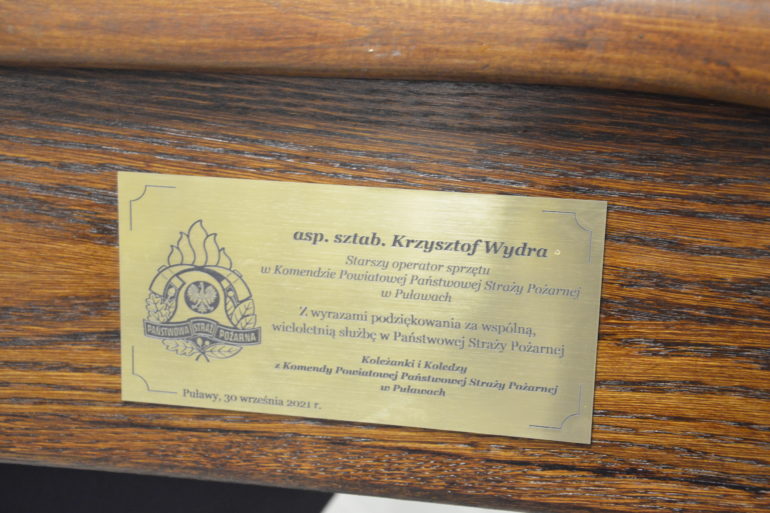 asp. sztab. Krzysztof Wydra
Starszy operator sprzętu
w Komendzie Powiatowej Państwowej Straży Pożarnej
w Puławach
Z wyrazami podziękowania za wspólną,
wieloletnią służbę w Państwowej Straży Pożarnej
Koleżanki i Koledzy
z Komendy Powiatowej Państwowej Straży Pożarnej
w Puławach
PAŃSTWOWA STRAŻ POŻARNA
Puławy, 30 września 2021 r.